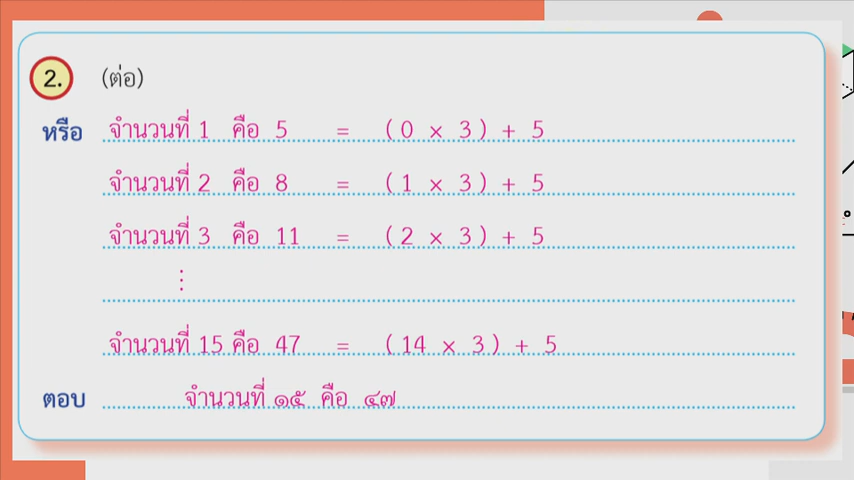 2. (ต่อ)
หรือ จำนวนที่ 1 คือ 5 = ( 0 × 3 ) + 5
จำนวนที่ 2 คือ 8 = ( 1 × 3 ) + 5
จำนวนที่ 3 คือ 11 = ( 2 × 3 ) + 5
⋮
จำนวนที่ 15 คือ 47 = ( 14 × 3 ) + 5
ตอบ จำนวนที่ ๑๕ คือ ๔๗